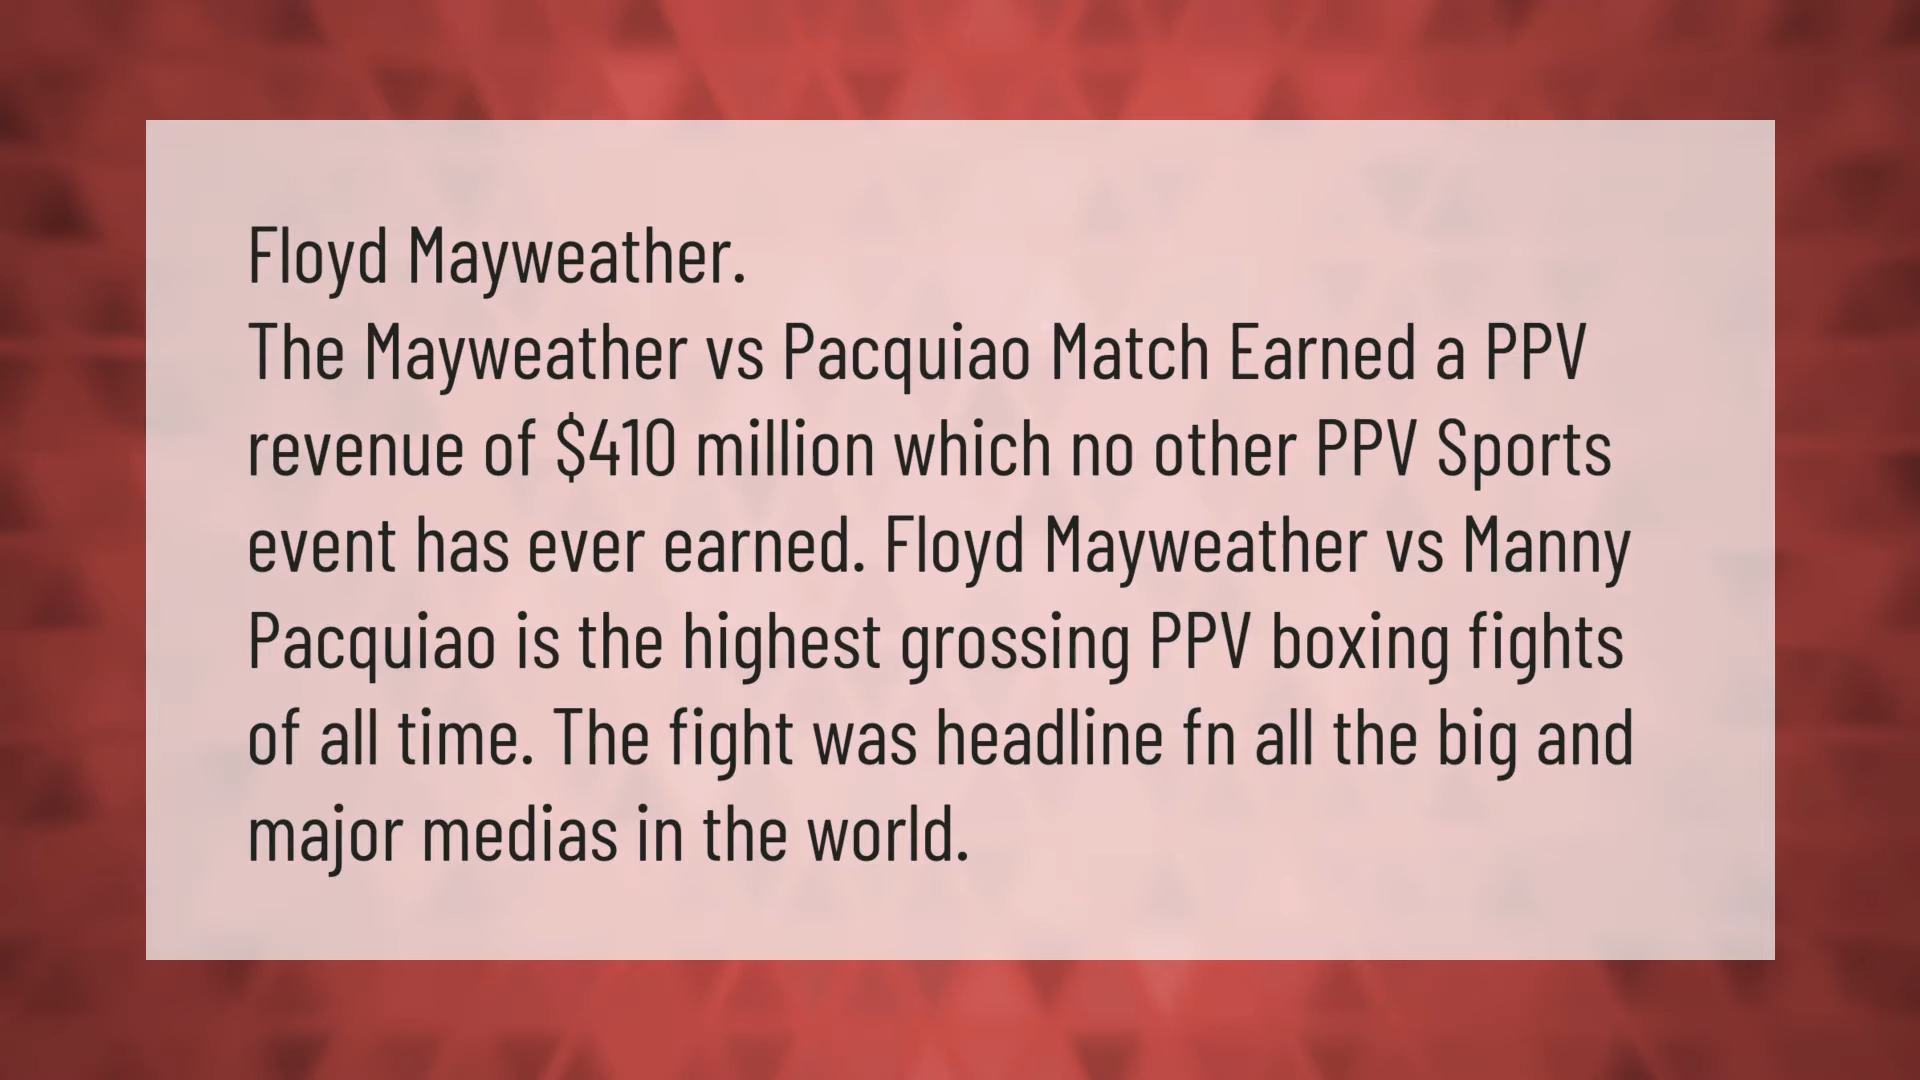 Floyd Mayweather.
The Mayweather vs Pacquiao Match Earned a PPV
revenue of $410 million which no other PPV Sports
event has ever earned. Floyd Mayweather vs Manny
Pacquiao is the highest grossing PPV boxing fights
of all time. The fight was headline fn all the big and
major medias in the world.